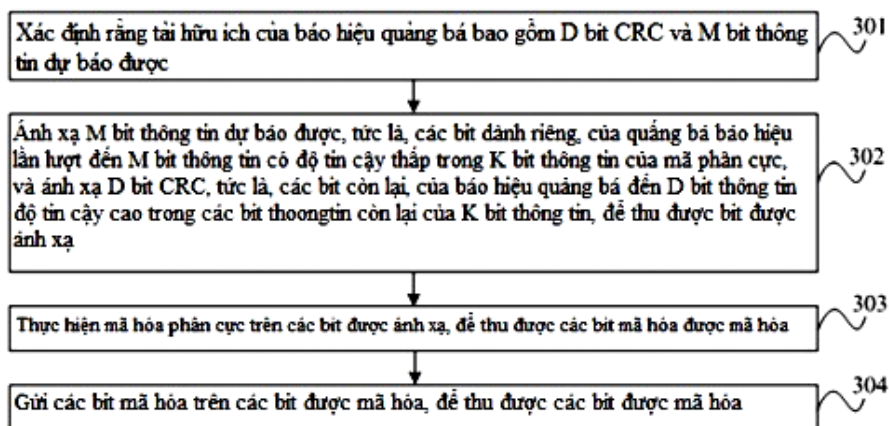 Xác định rằng tải hữu ích của báo hiệu quảng bá bao gồm D bit CRC và M bit thông
tin dự báo được
301
Ánh xạ M bit thông tin dự báo được, tức là, các bit dành riêng, của quảng bá báo hiệu
lần lượt đến M bit thông tin có độ tin cậy thấp trong K bit thông tin của mã phân cực,
và ánh xạ D bit CRC, tức là, các bit còn lại, của báo hiệu quảng bá đến D bit thông tin
độ tin cậy cao trong các bit thoongtin còn lại của K bit thông tin, để thu được bit được
ánh xạ
302
Thực hiện mã hóa phân cực trên các bit được ánh xạ, để thu được các bit mã hóa được mã hóa
303
Gửi các bit mã hóa trên các bit được mã hóa, để thu được các bit được mã hóa
304